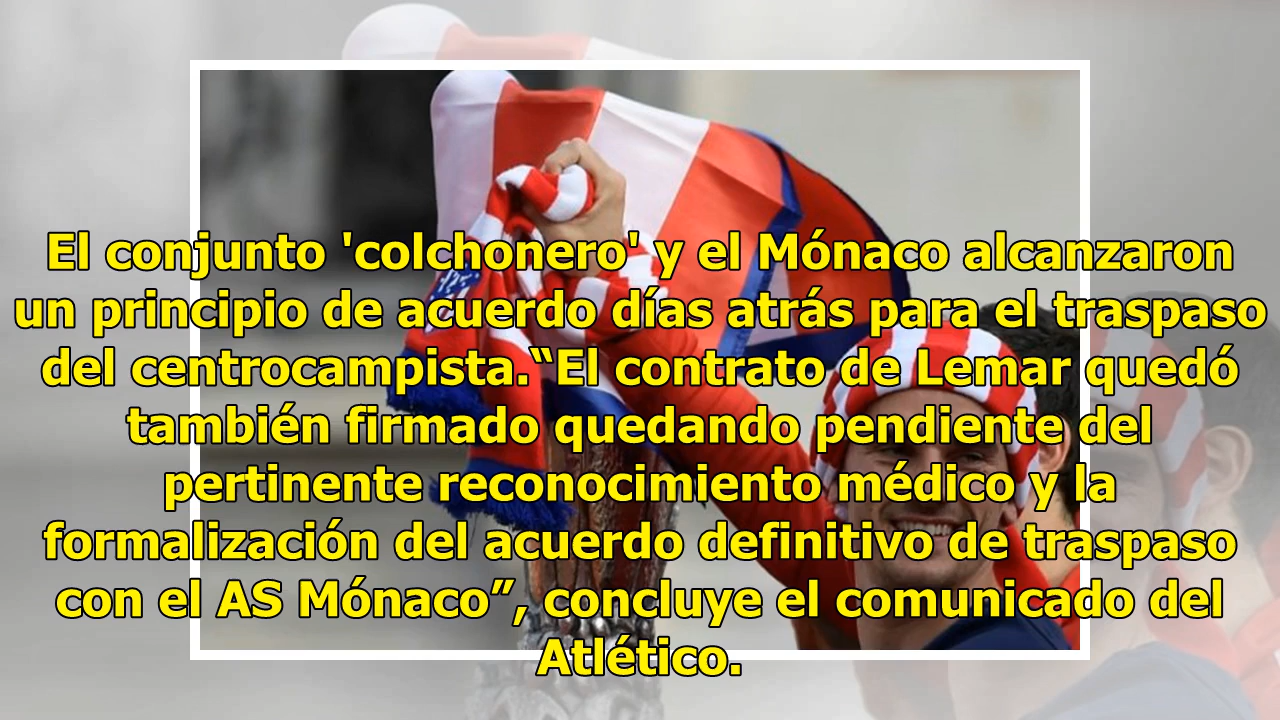 El conjunto 'colchonero' y el Mónaco alcanzaron
un principio de acuerdo días atrás para el traspaso
del centrocampista.“El contrato de Lemar quedó
también firmado quedando pendiente del
pertinente reconocimiento médico y la
formalización del acuerdo definitivo de traspaso
con el AS Mónaco”, concluye el comunicado del
Atlético.